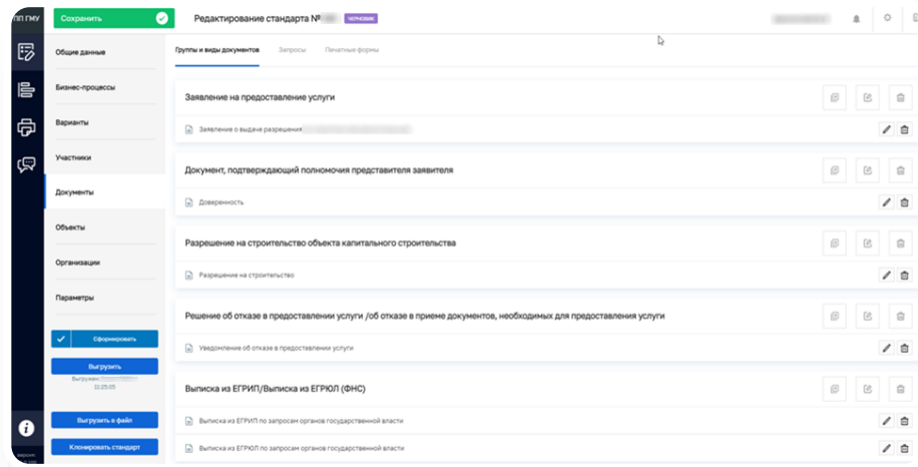 ПП ГМУ
Сохранить
Редактирование стандарта №
ЧЕРНОВИК
Общие данные
Бизнес-процессы
Варианты
Участники
Документы
Объекты
Организации
Параметры
Сформировать
Выгрузить
Выгружен
11:25:05
Выгрузить в файл
Клонировать стандарт
Группы и виды документов
Запросы
Печатные формы
Заявление на предоставление услуги
Заявление о выдаче разрешения
Документ, подтверждающий полномочия представителя заявителя
Доверенность
Разрешение на строительство объекта капитального строительства
Разрешение на строительство
Решение об отказе в предоставлении услуги /об отказе в приеме документов, необходимых для предоставления услуги
Уведомление об отказе в предоставлении услуги
Выписка из ЕГРИП/Выписка из ЕГРЮЛ (ФНС)
Выписка из ЕГРИП по запросам органов государственной власти
Выписка из ЕГРЮЛ по запросам органов государственной власти